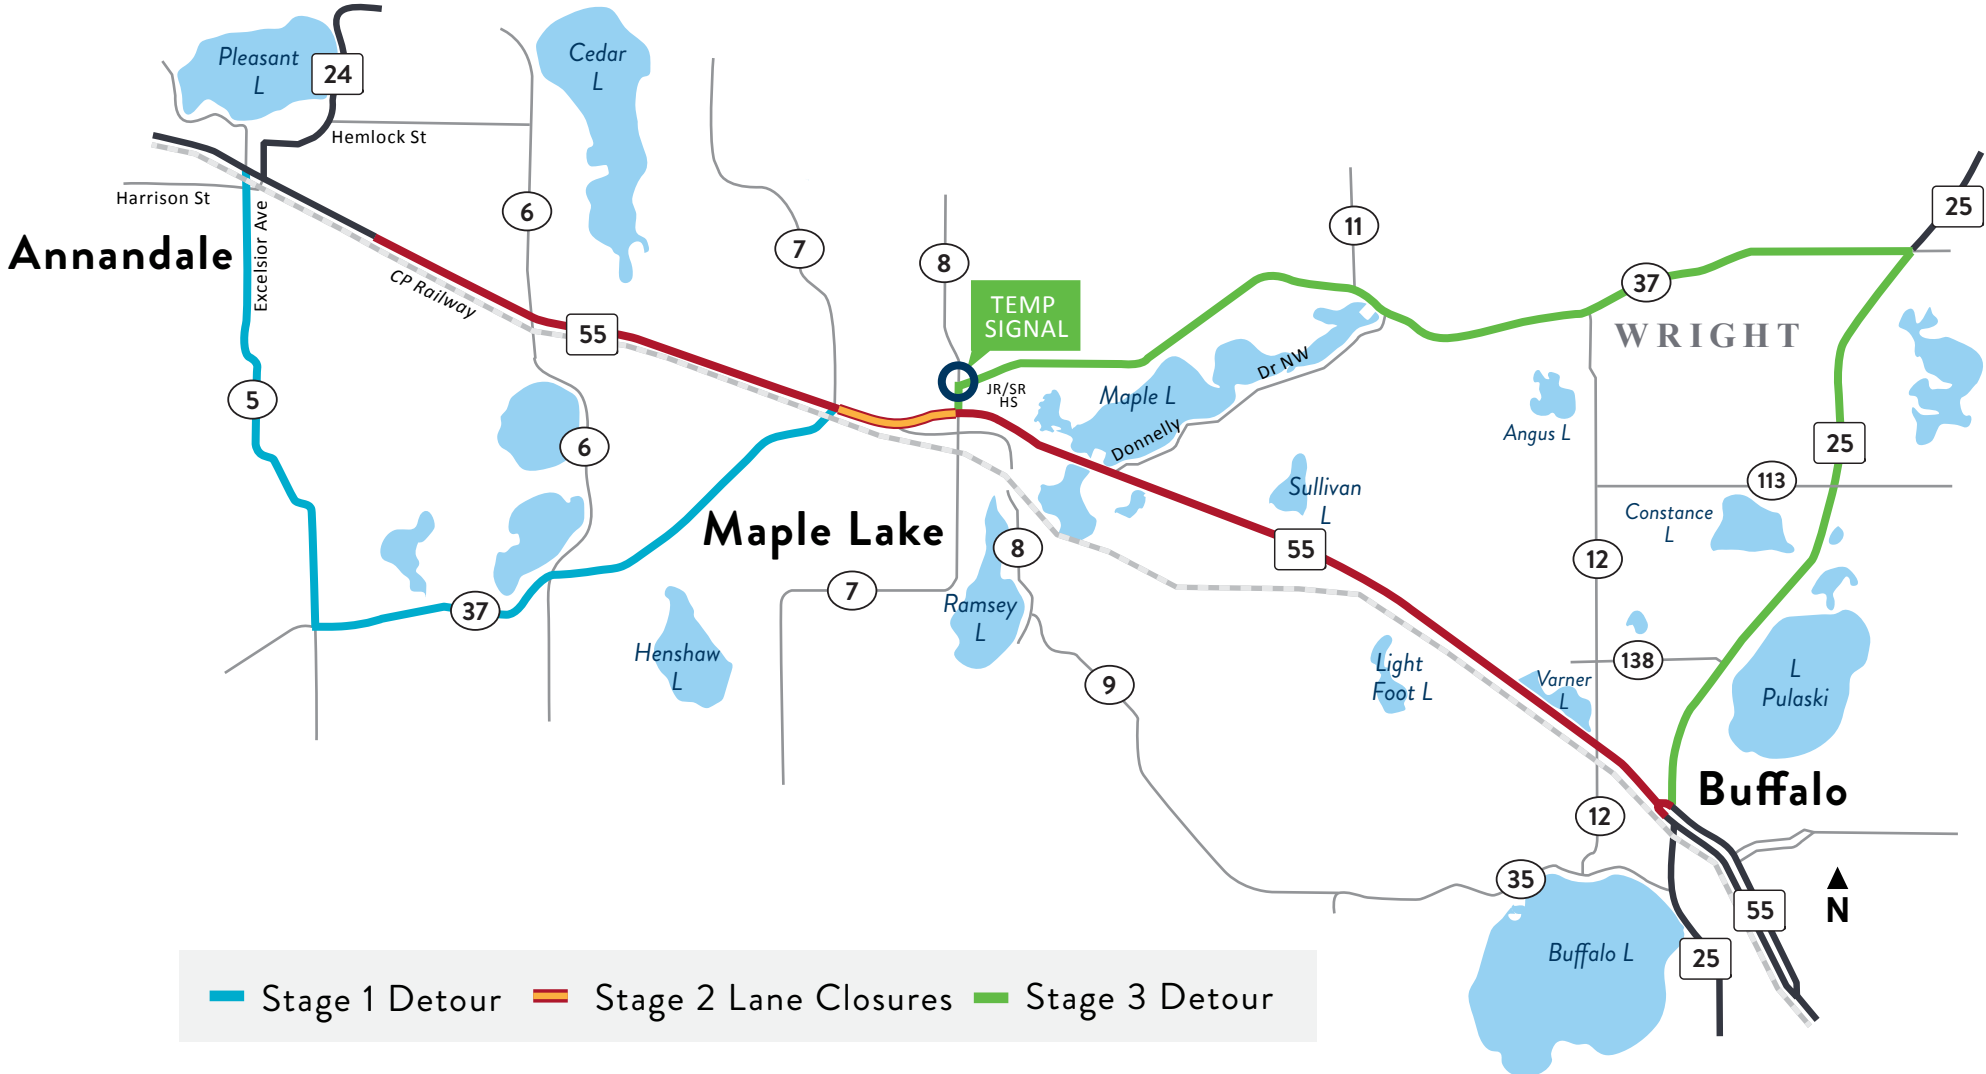 Pleasant
L
24
Cedar
L
Hemlock St
Harrison St
Annandale
Excelsior Ave
CP Railway
6
7
8
11
25
37
WRIGHT
TEMP
SIGNAL
55
JR/SR
HS
Maple L
Dr NW
Donnelly
5
6
Angus L
25
113
Sullivan
L
Constance
L
Maple Lake
55
8
12
7
Ramsey
L
37
Henshaw
L
9
Light
Foot L
Varner
L
138
L
Pulaski
Buffalo
12
35
55
N
Buffalo L
25
Stage 1 Detour
Stage 2 Lane Closures
Stage 3 Detour